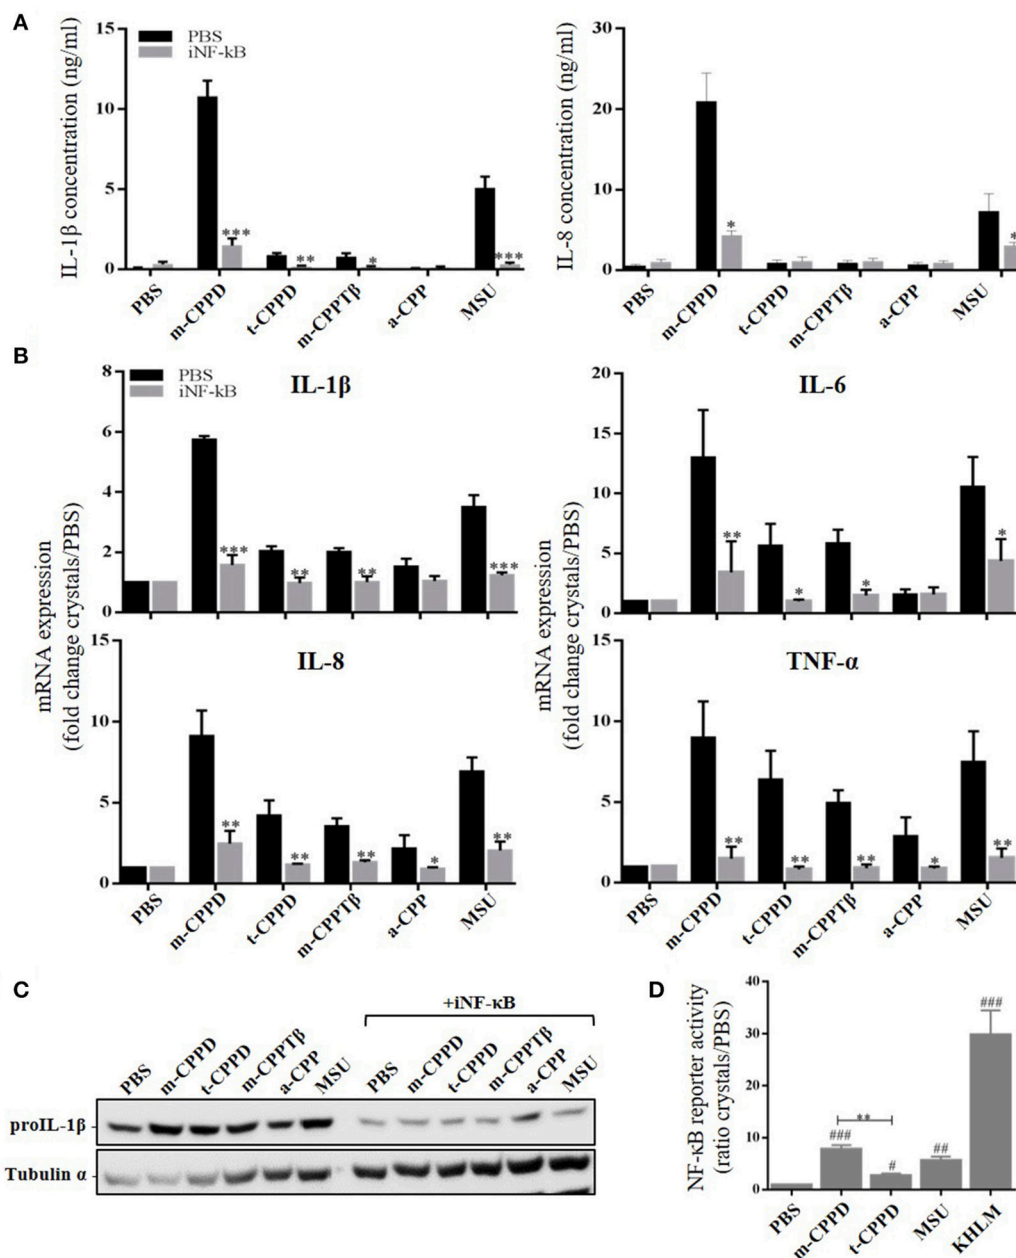 A
IL-1β concentration (ng/ml)
15
10
5
0
PBS
iNF-kB
***
**
*
***
PBS
m-CPPD
t-CPPD
m-CPPTβ
a-CPP
MSU
IL-8 concentration (ng/ml)
30
20
10
0
*
*
PBS
m-CPPD
t-CPPD
m-CPPTβ
a-CPP
MSU
B
mRNA expression
(fold change crystals/PBS)
8
6
4
2
0
PBS
iNF-kB
IL-1β
***
**
**
***
mRNA expression
(fold change crystals/PBS)
20
15
10
5
0
IL-6
**
*
*
*
15
10
5
0
IL-8
**
**
**
*
**
PBS
m-CPPD
t-CPPD
m-CPPTβ
a-CPP
MSU
15
10
5
0
TNF-α
**
**
**
*
**
PBS
m-CPPD
t-CPPD
m-CPPTβ
a-CPP
MSU
C
+iNF-κB
PBS
m-CPPD
t-CPPD
m-CPPTβ
a-CPP
MSU
PBS
m-CPPD
t-CPPD
m-CPPTβ
a-CPP
MSU
proIL-1β
Tubulin α
D
NF-κB reporter activity
(ratio crystals/PBS)
40
30
20
10
0
**
###
#
##
###
PBS
m-CPPD
t-CPPD
MSU
KHLM